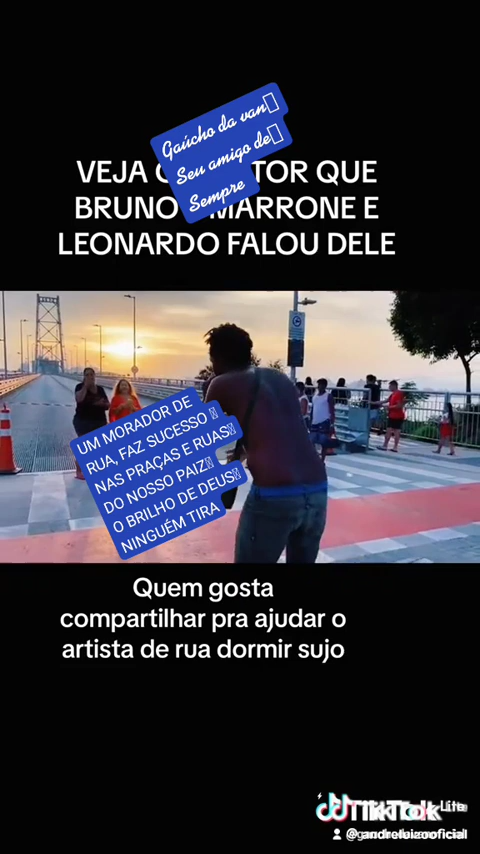 Gaúcho da van
Seu amigo de
Sempre
VEJA O TOR QUE
BRUNO MARRONE E
LEONARDO FALOU DELE
UM MORADOR DE
RUA, FAZ SUCESSO
NAS PRAÇAS E RUAS
DO NOSSO PAIZ
O BRILHO DE DEUS
NINGUÉM TIRA
Quem gosta
compartilhar pra ajudar o
artista de rua dormir sujo
TikTok Lite